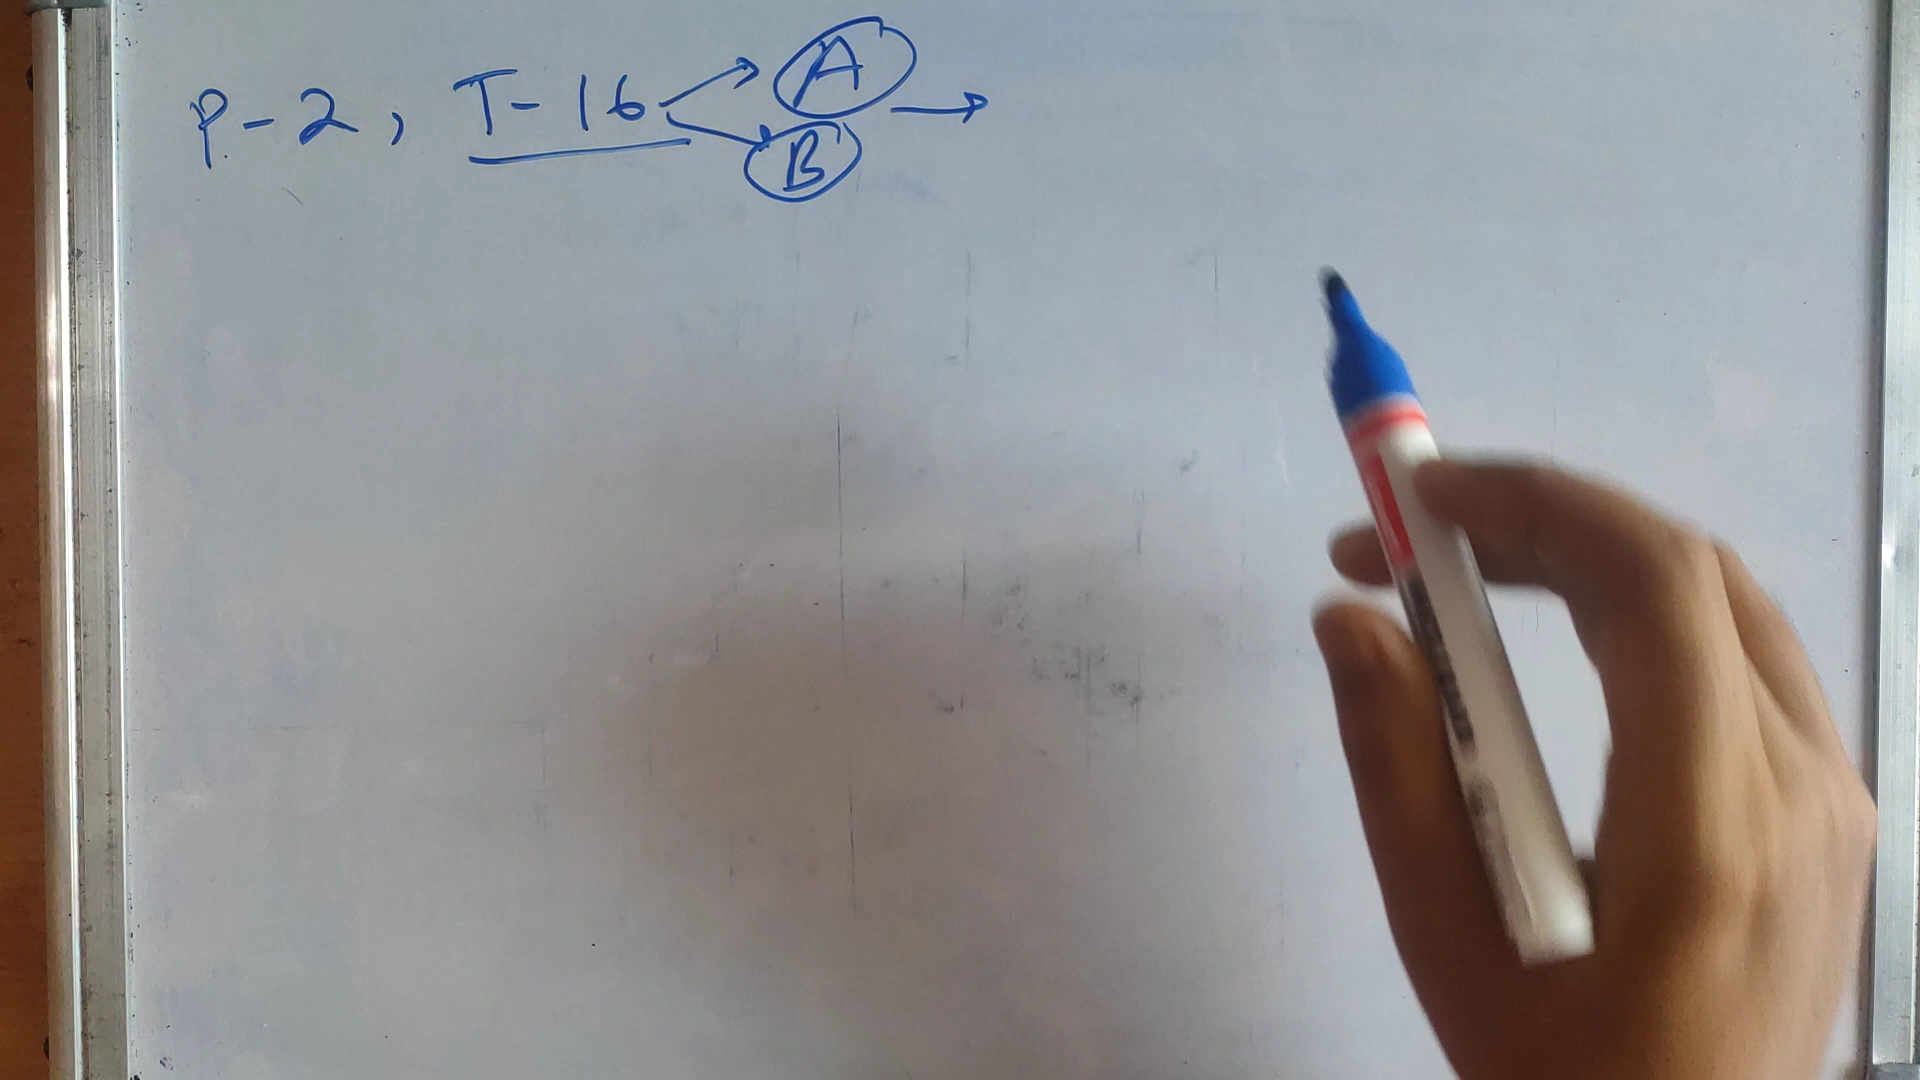 P-2, T-16 → A →
→ B